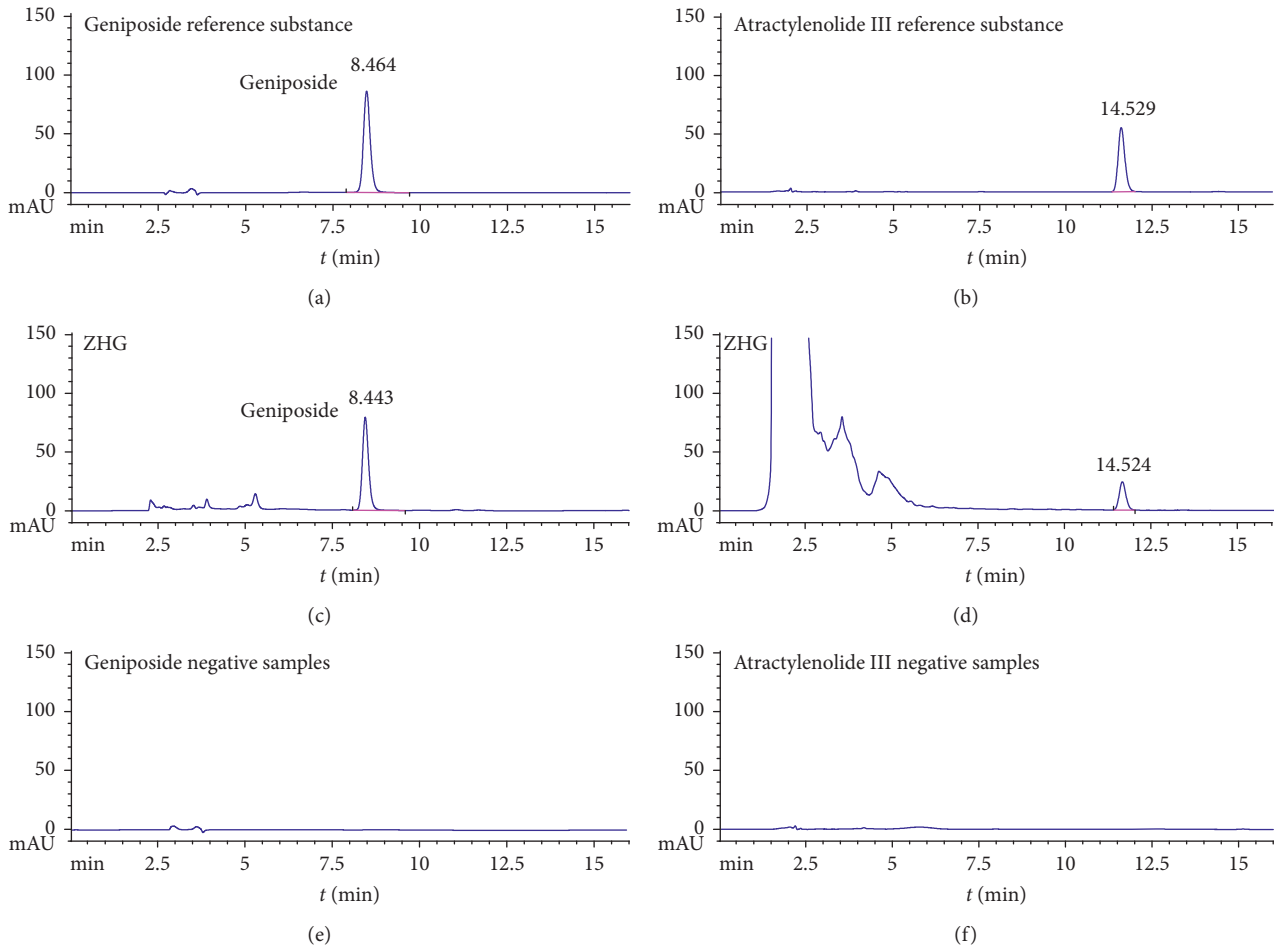 150
Geniposide reference substance
8.464
100
Geniposide
50
0
mAU
min 2.5 5 7.5 10 12.5 15
t (min)
(a)
150
Atractylenolide III reference substance
100
14.529
50
0
mAU
min 2.5 5 7.5 10 12.5 15
t (min)
(b)
150
ZHG
100
8.443
Geniposide
50
0
mAU
min 2.5 5 7.5 10 12.5 15
t (min)
(c)
150
ZHG
100
50
14.524
0
mAU
min 2.5 5 7.5 10 12.5 15
t (min)
(d)
150
Geniposide negative samples
100
50
0
mAU
min 2.5 5 7.5 10 12.5 15
t (min)
(e)
150
Atractylenolide III negative samples
100
50
0
mAU
min 2.5 5 7.5 10 12.5 15
t (min)
(f)